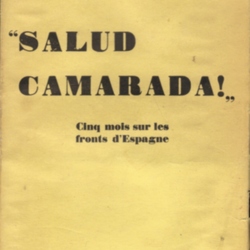 “SALUD
CAMARADA!„
Cinq mois sur les
fronts d'Espagne